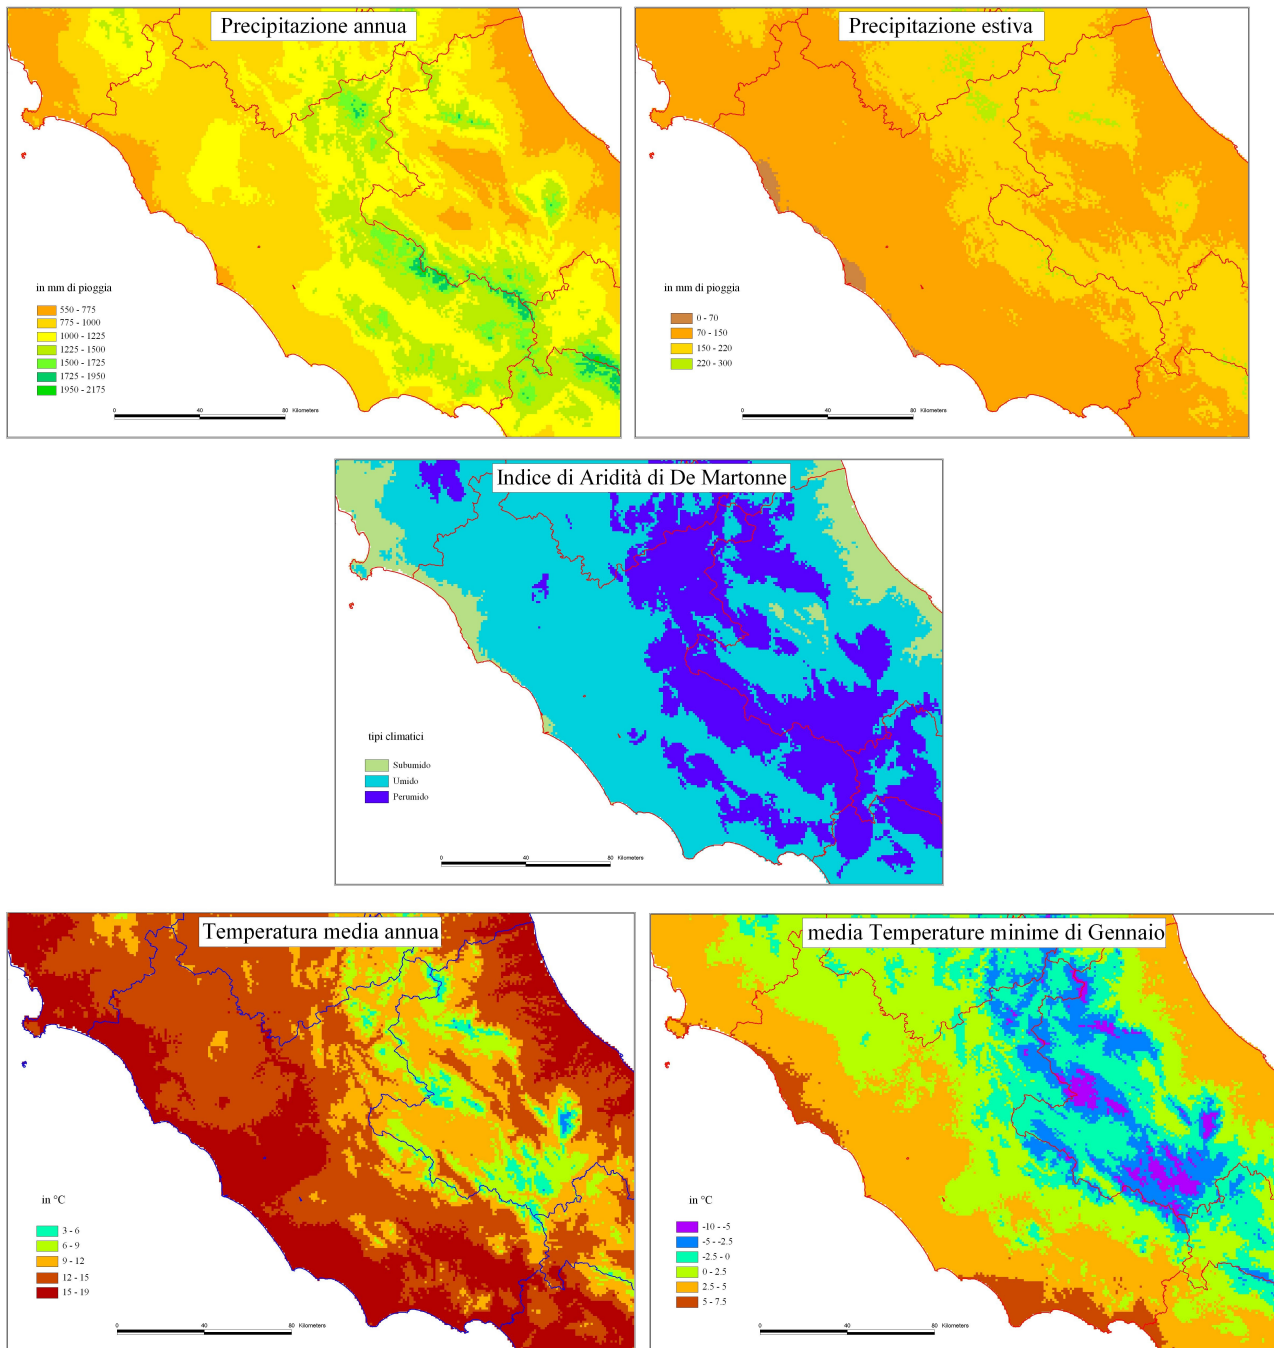 Precipitazione annua
in mm di pioggia
550 - 775
775 - 1000
1000 - 1225
1225 - 1500
1500 - 1725
1725 - 1950
1950 - 2175
0 40 80 Kilometers
Precipitazione estiva
in mm di pioggia
0 - 70
70 - 150
150 - 220
220 - 300
0 40 80 Kilometers
Indice di Aridità di De Martonne
tipi climatici
Subumido
Umido
Perumido
0 40 80 Kilometers
Temperatura media annua
in °C
3 - 6
6 - 9
9 - 12
12 - 15
15 - 19
0 40 80 Kilometers
media Temperature minime di Gennaio
in °C
-10 - -5
-5 - -2.5
-2.5 - 0
0 - 2.5
2.5 - 5
5 - 7.5
0 40 80 Kilometers